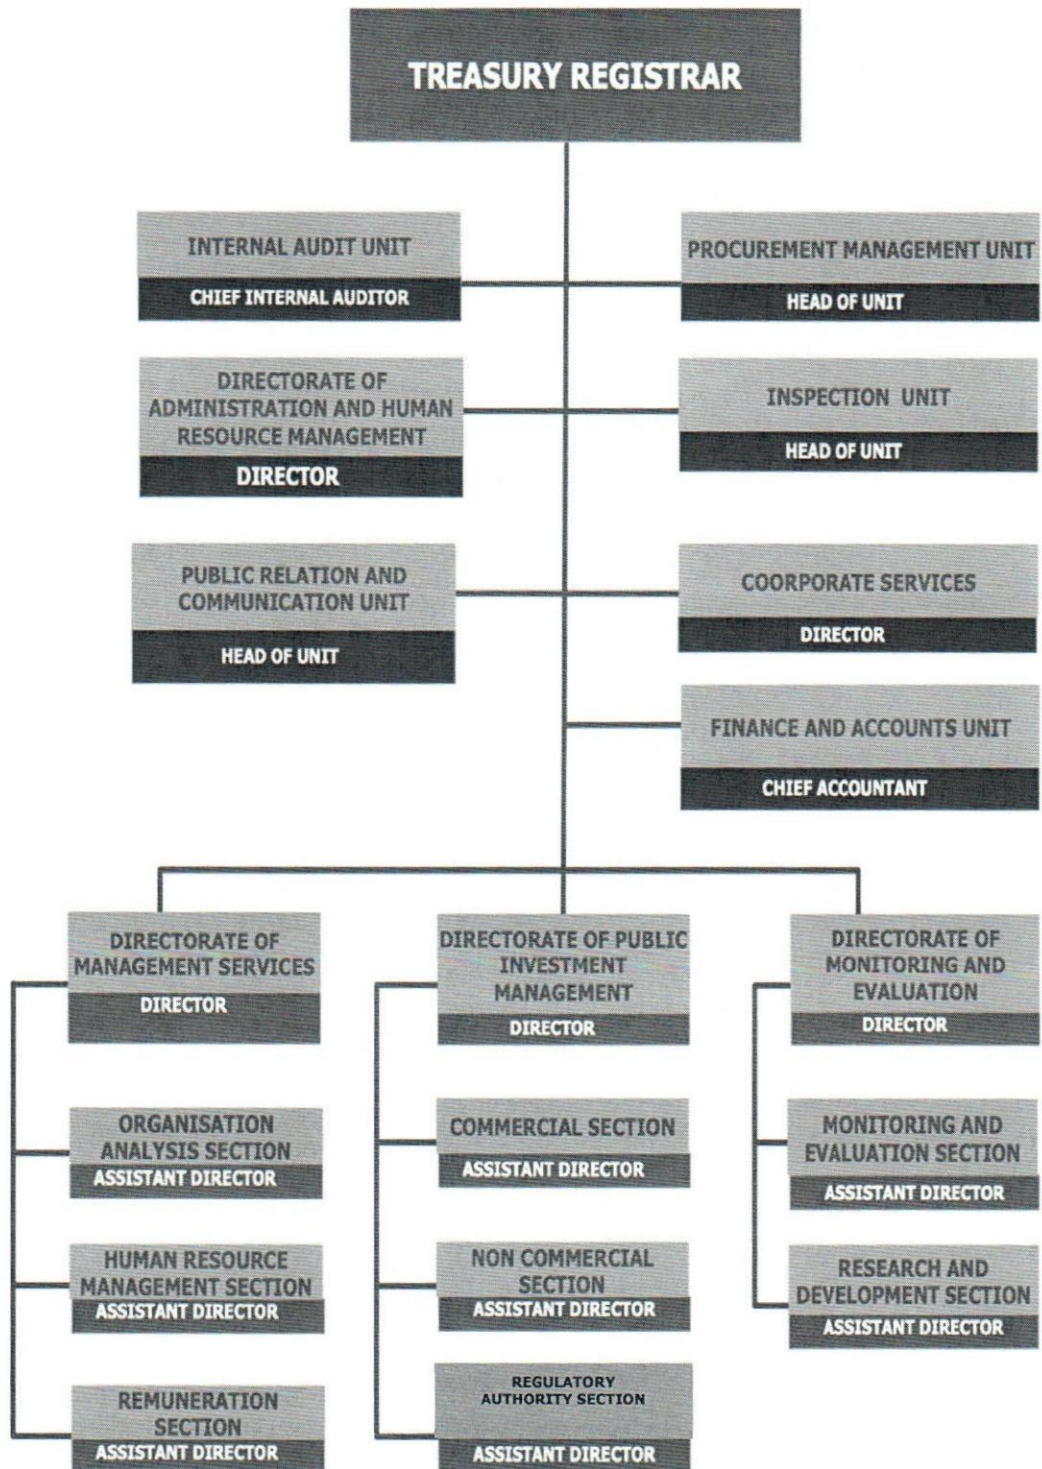 TREASURY REGISTRAR
INTERNAL AUDIT UNIT
CHIEF INTERNAL AUDITOR
PROCUREMENT MANAGEMENT UNIT
HEAD OF UNIT
DIRECTORATE OF
ADMINISTRATION AND HUMAN
RESOURCE MANAGEMENT
DIRECTOR
INSPECTION UNIT
HEAD OF UNIT
PUBLIC RELATION AND
COMMUNICATION UNIT
HEAD OF UNIT
COORPORATE SERVICES
DIRECTOR
FINANCE AND ACCOUNTS UNIT
CHIEF ACCOUNTANT
DIRECTORATE OF
MANAGEMENT SERVICES
DIRECTOR
ORGANISATION
ANALYSIS SECTION
ASSISTANT DIRECTOR
HUMAN RESOURCE
MANAGEMENT SECTION
ASSISTANT DIRECTOR
REMUNERATION
SECTION
ASSISTANT DIRECTOR
DIRECTORATE OF PUBLIC
INVESTMENT
MANAGEMENT
DIRECTOR
COMMERCIAL SECTION
ASSISTANT DIRECTOR
NON COMMERCIAL
SECTION
ASSISTANT DIRECTOR
REGULATORY
AUTHORITY SECTION
ASSISTANT DIRECTOR
DIRECTORATE OF
MONITORING AND
EVALUATION
DIRECTOR
MONITORING AND
EVALUATION SECTION
ASSISTANT DIRECTOR
RESEARCH AND
DEVELOPMENT SECTION
ASSISTANT DIRECTOR